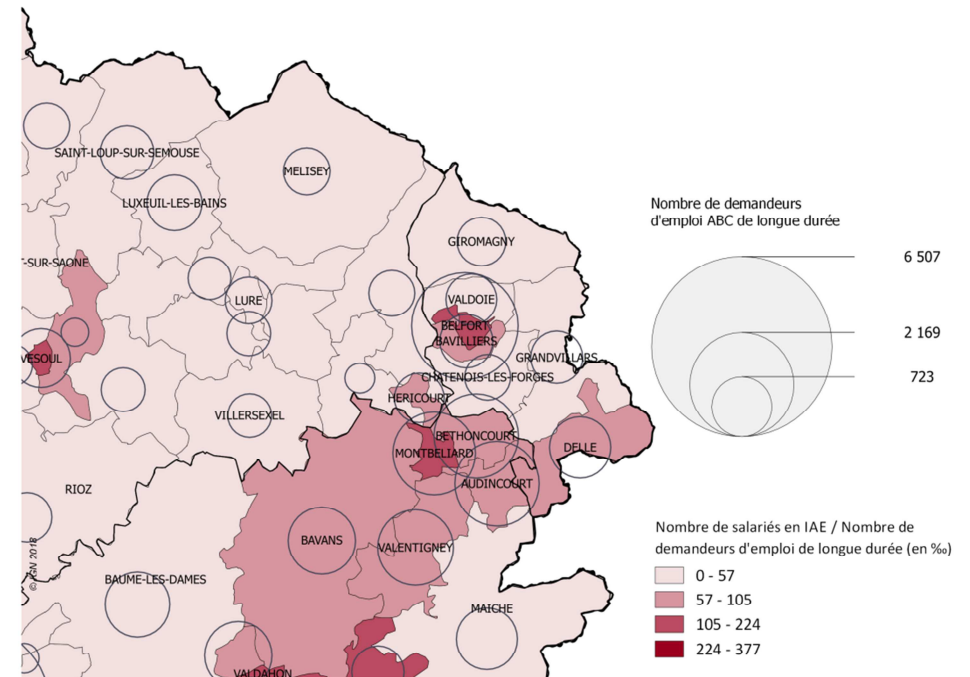 SAINT-LOUP-SUR-SEMOUSE
MELISEY
LUXEUIL-LES-BAINS
GIROMAGNY
T-SUR-SAONE
LURE
VALDOIE
BELFORT
BAVILLIERS
VESOUL
GRANDVILLARS
CHATENOIS-LES-FORGES
HERICOURT
VILLERSEXEL
BETHONCOURT
MONTBELIARD
DELLE
AUDINCOURT
RIOZ
BAVANS
VALENTIGNEY
BAUME-LES-DAMES
MAICHE
VALDAHON
© IGN 2018
Nombre de demandeurs
d'emploi ABC de longue durée
6 507
2 169
723
Nombre de salariés en IAE / Nombre de
demandeurs d'emploi de longue durée (en ‰)
0 - 57
57 - 105
105 - 224
224 - 377